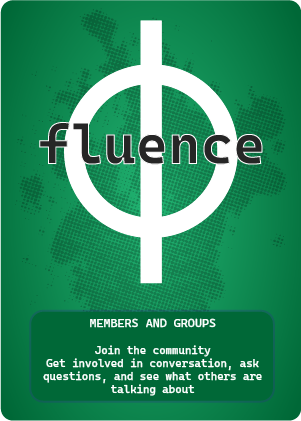 fluence
MEMBERS AND GROUPS
Join the community
Get involved in conversation, ask
questions, and see what others are
talking about